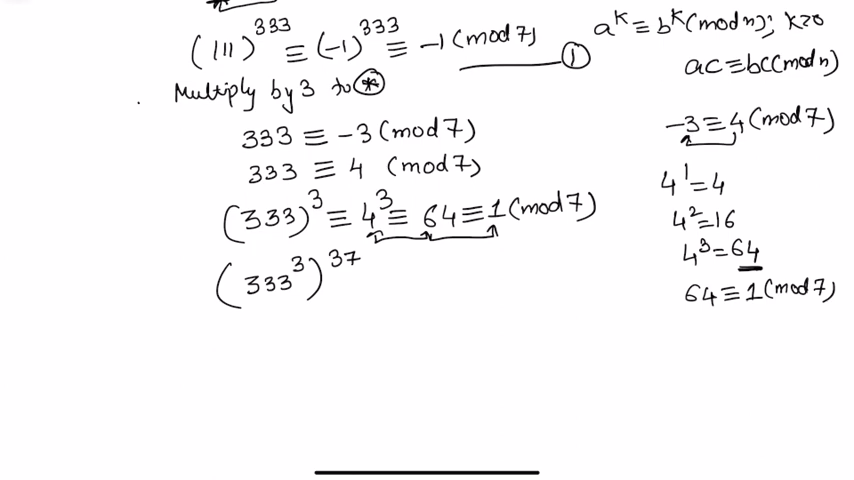 (111)^333 ≡ (-1)^333 ≡ -1 (mod 7) ①
Multiply by 3 to ⊛
333 ≡ -3 (mod 7)
333 ≡ 4 (mod 7)
(333)^3 ≡ 4^3 ≡ 64 ≡ 1 (mod 7)
(333^3)^37
a^k ≡ b^k (mod n); k≥0
ac ≡ bc (mod n)
-3 ≡ 4 (mod 7)
4^1 = 4
4^2 = 16
4^3 = 64
64 ≡ 1 (mod 7)